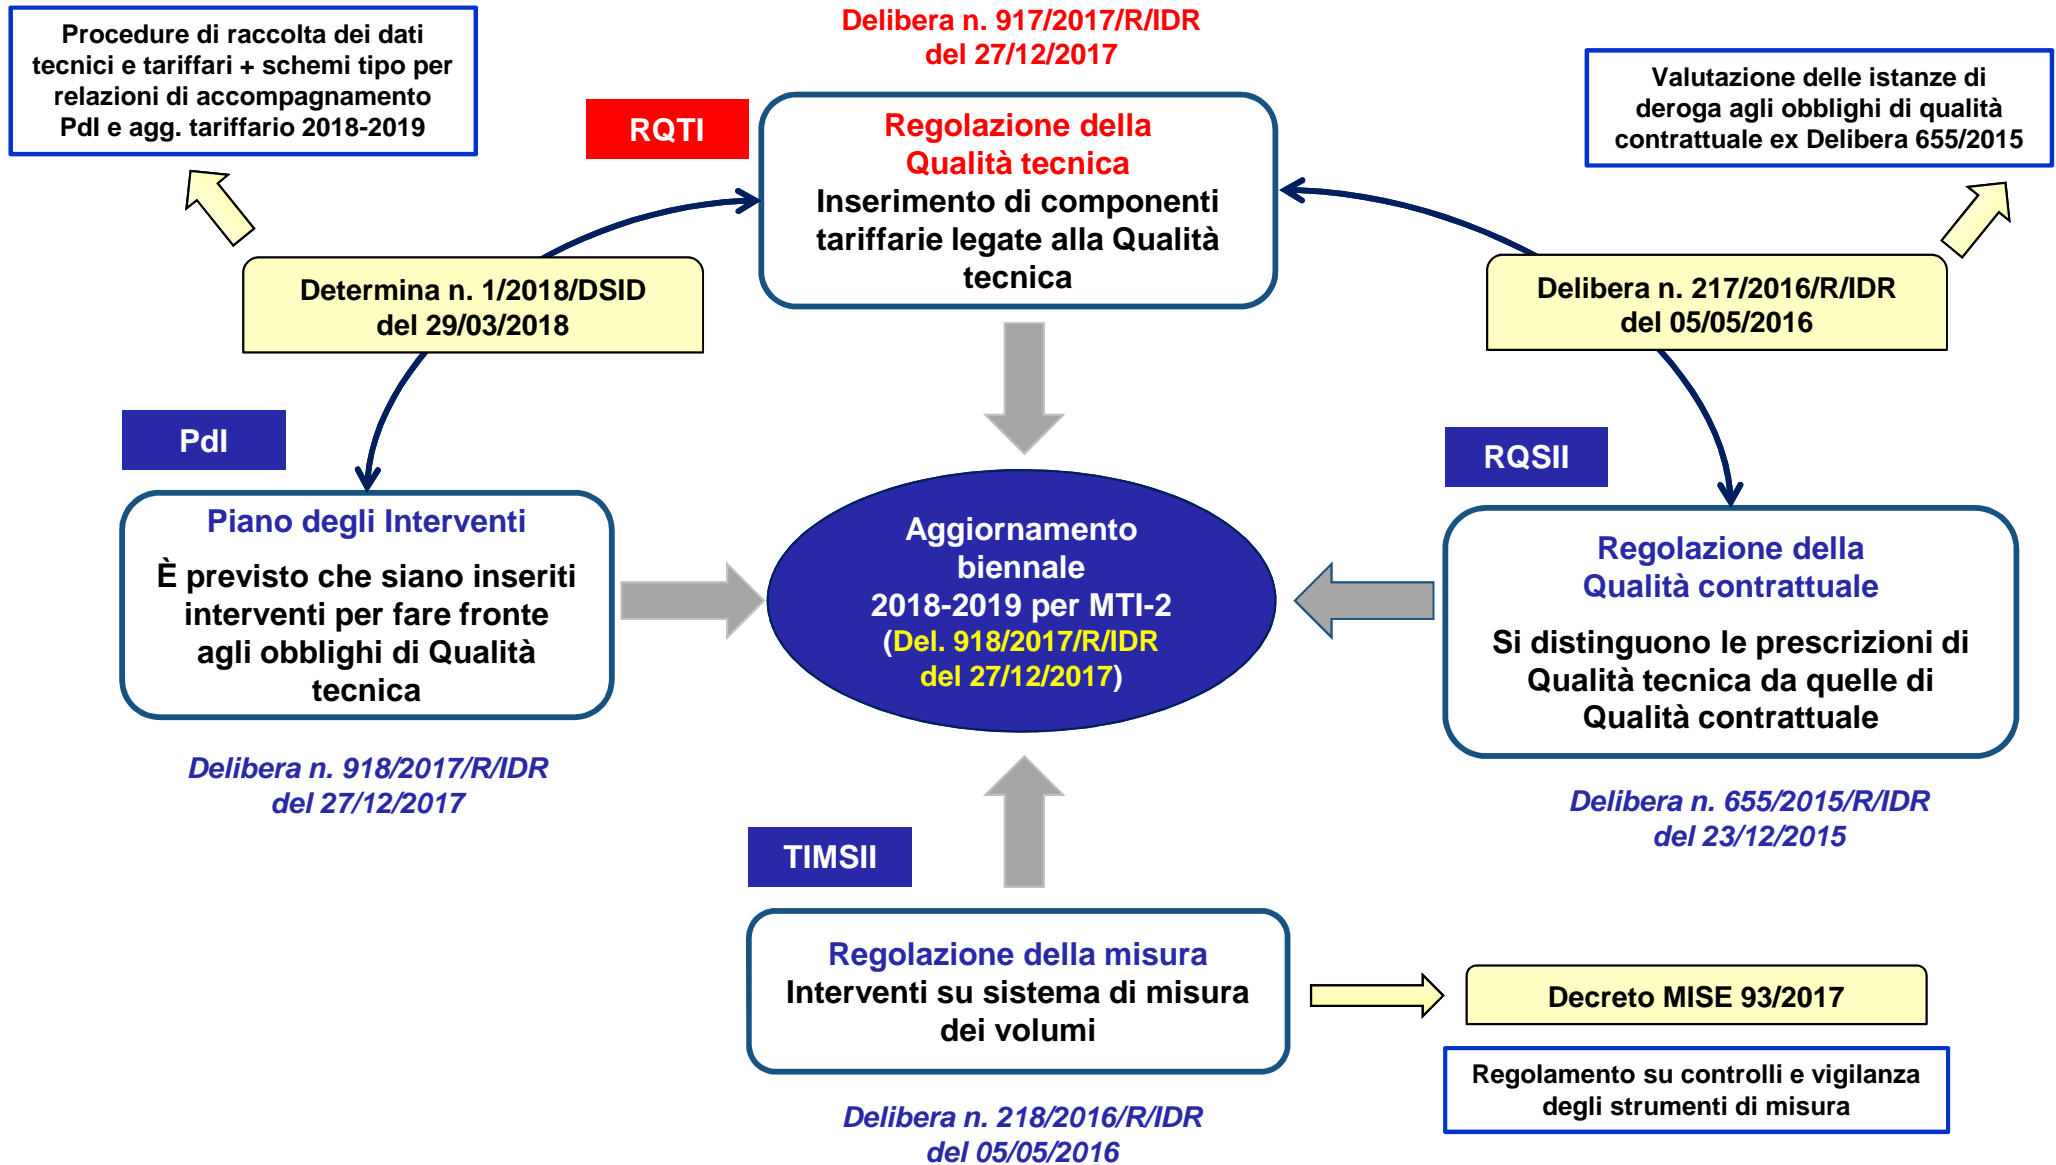 Procedure di raccolta dei dati
tecnici e tariffari + schemi tipo per
relazioni di accompagnamento
PdI e agg. tariffario 2018-2019
Delibera n. 917/2017/R/IDR
del 27/12/2017
Valutazione delle istanze di
deroga agli obblighi di qualità
contrattuale ex Delibera 655/2015
RQTI
Regolazione della
Qualità tecnica
Inserimento di componenti
tariffarie legate alla Qualità
tecnica
Determina n. 1/2018/DSID
del 29/03/2018
Delibera n. 217/2016/R/IDR
del 05/05/2016
PdI
Piano degli Interventi
È previsto che siano inseriti
interventi per fare fronte
agli obblighi di Qualità
tecnica
Delibera n. 918/2017/R/IDR
del 27/12/2017
Aggiornamento
biennale
2018-2019 per MTI-2
(Del. 918/2017/R/IDR
del 27/12/2017)
RQSII
Regolazione della
Qualità contrattuale
Si distinguono le prescrizioni di
Qualità tecnica da quelle di
Qualità contrattuale
Delibera n. 655/2015/R/IDR
del 23/12/2015
TIMSII
Regolazione della misura
Interventi su sistema di misura
dei volumi
Delibera n. 218/2016/R/IDR
del 05/05/2016
Decreto MISE 93/2017
Regolamento su controlli e vigilanza
degli strumenti di misura